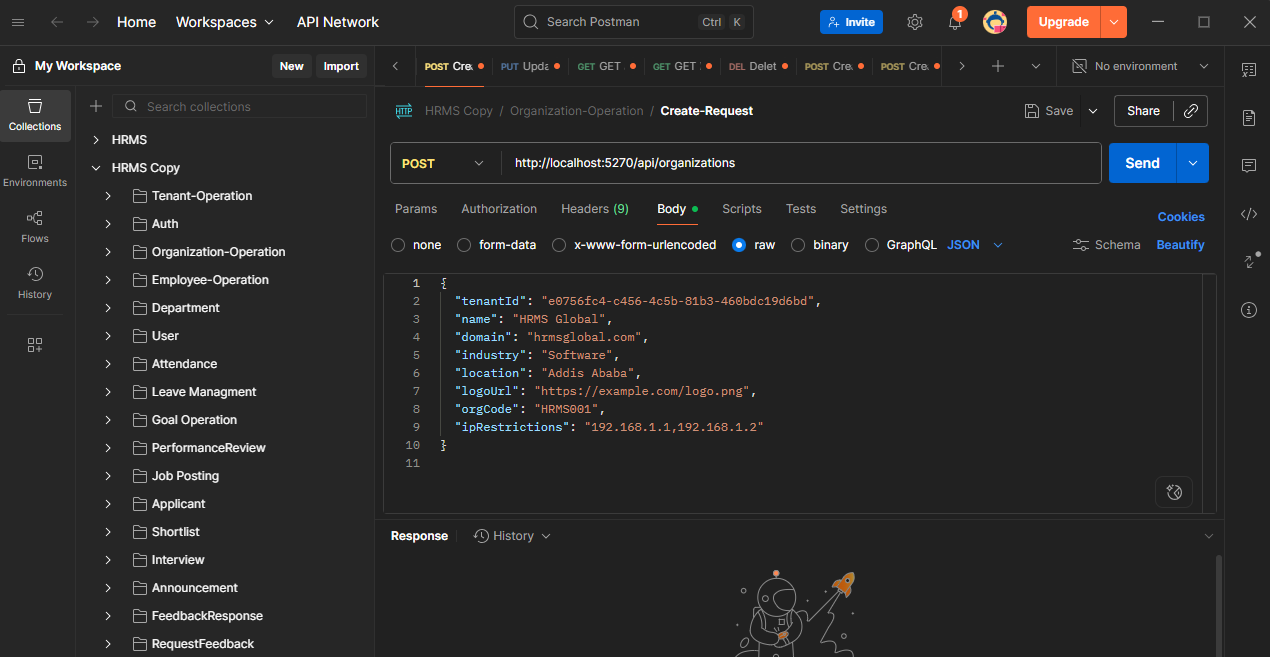 Home Workspaces API Network Search Postman Ctrl K Invite 1 Upgrade
My Workspace New Import
POST Cre PUT Upda GET GET GET GET DEL Delet POST Cre POST Cre No environment
Collections
Environments
Flows
History
Search collections
HRMS
HRMS Copy
Tenant-Operation
Auth
Organization-Operation
Employee-Operation
Department
User
Attendance
Leave Managment
Goal Operation
PerformanceReview
Job Posting
Applicant
Shortlist
Interview
Announcement
FeedbackResponse
RequestFeedback
HTTP HRMS Copy / Organization-Operation / Create-Request Save Share
POST http://localhost:5270/api/organizations Send
Params Authorization Headers (9) Body Scripts Tests Settings Cookies
none form-data x-www-form-urlencoded raw binary GraphQL JSON Schema Beautify
1 {
2 "tenantId": "e0756fc4-c456-4c5b-81b3-460bdc19d6bd",
3 "name": "HRMS Global",
4 "domain": "hrmsglobal.com",
5 "industry": "Software",
6 "location": "Addis Ababa",
7 "logoUrl": "https://example.com/logo.png",
8 "orgCode": "HRMS001",
9 "ipRestrictions": "192.168.1.1,192.168.1.2"
10 }
11
Response History